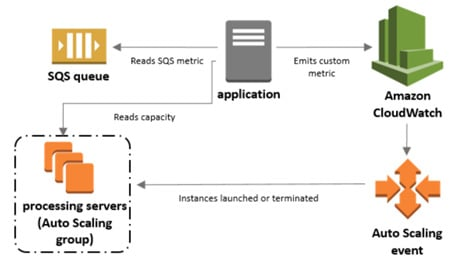 Reads SQS metric
Emits custom
metric
SQS queue
application
Amazon
CloudWatch
Reads capacity
processing servers
(Auto Scaling
group)
Instances launched or terminated
Auto Scaling
event